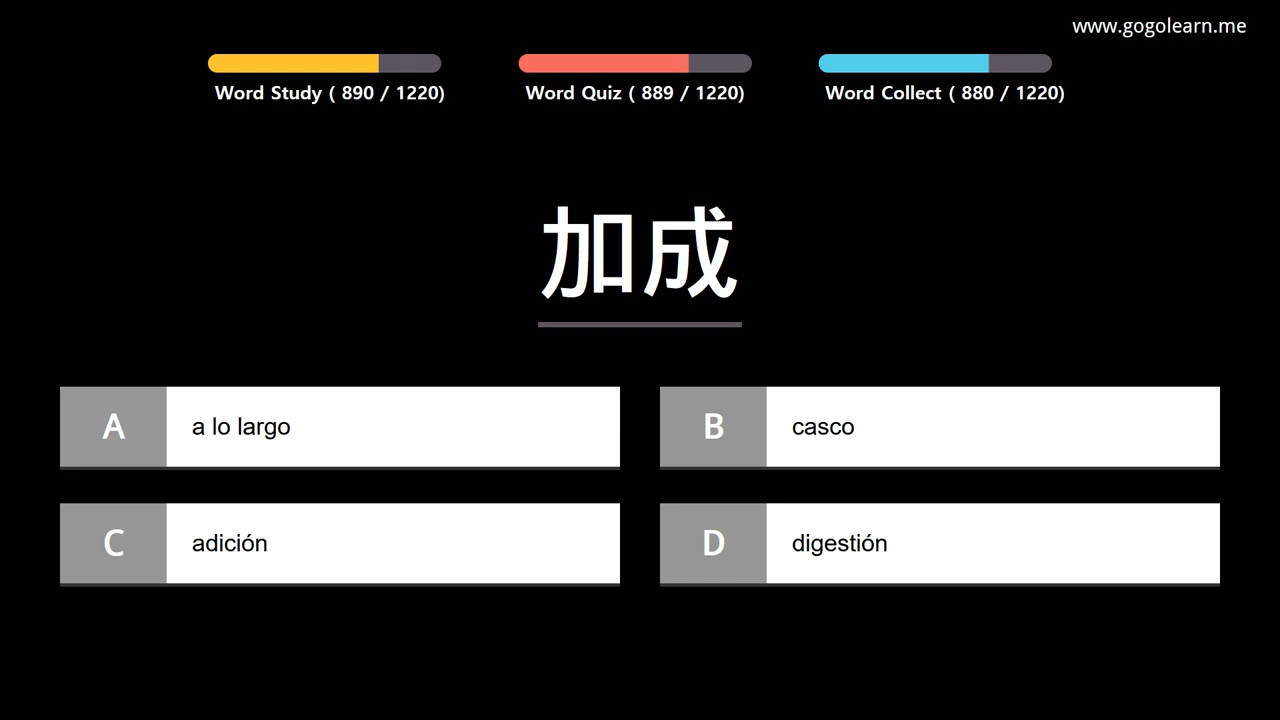 www.gogolearn.me
Word Study ( 890 / 1220)
Word Quiz ( 889 / 1220)
Word Collect ( 880 / 1220)
加成
A a lo largo
B casco
C adición
D digestión